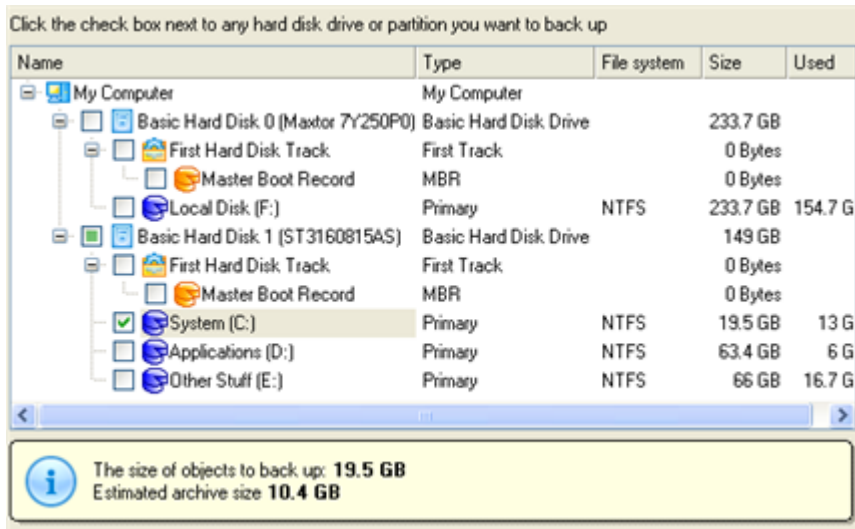 Click the check box next to any hard disk drive or partition you want to back up
Name Type File system Size Used
My Computer My Computer
Basic Hard Disk 0 (Maxtor 7Y250P0) Basic Hard Disk Drive 233.7 GB
First Hard Disk Track First Track 0 Bytes
Master Boot Record MBR 0 Bytes
Local Disk (F:) Primary NTFS 233.7 GB 154.7 G
Basic Hard Disk 1 (ST3160815AS) Basic Hard Disk Drive 149 GB
First Hard Disk Track First Track 0 Bytes
Master Boot Record MBR 0 Bytes
System (C:) Primary NTFS 19.5 GB 13 G
Applications (D:) Primary NTFS 63.4 GB 6 G
Other Stuff (E:) Primary NTFS 66 GB 16.7 G
The size of objects to back up: 19.5 GB
Estimated archive size 10.4 GB